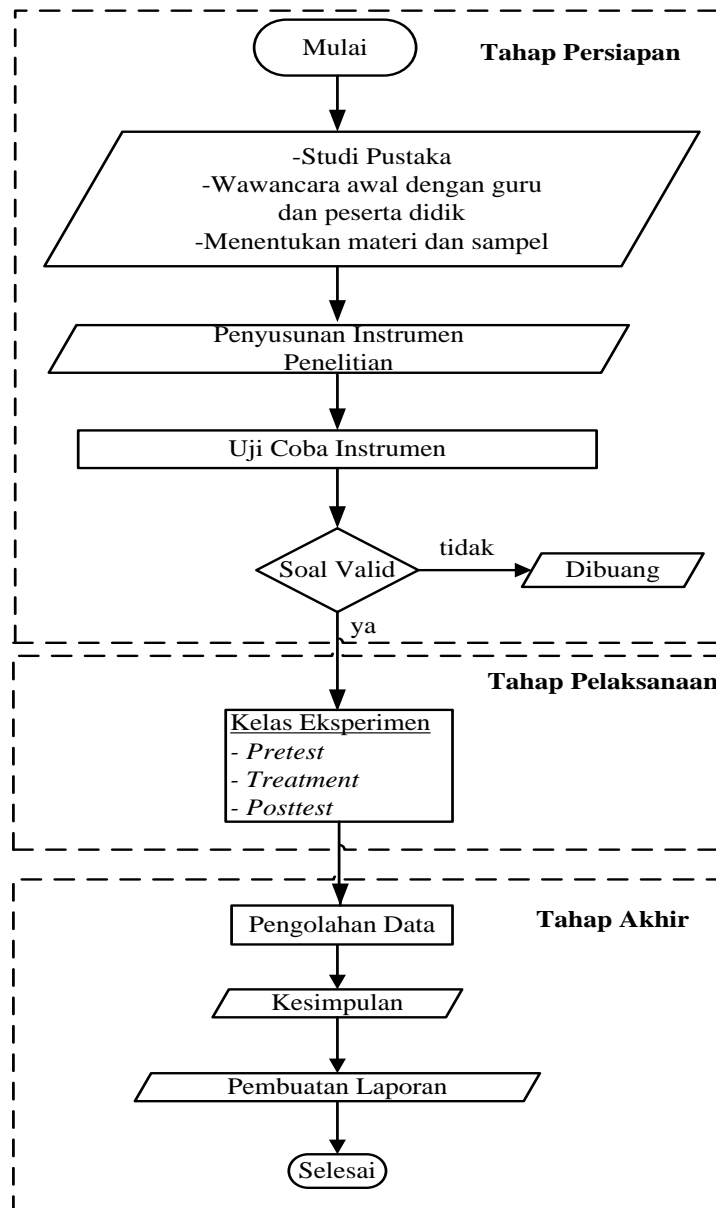 Mulai
Tahap Persiapan
-Studi Pustaka
-Wawancara awal dengan guru
dan peserta didik
-Menentukan materi dan sampel
Penyusunan Instrumen
Penelitian
Uji Coba Instrumen
Soal Valid
tidak
Dibuang
ya
Tahap Pelaksanaan
Kelas Eksperimen
- Pretest
- Treatment
- Posttest
Pengolahan Data
Tahap Akhir
Kesimpulan
Pembuatan Laporan
Selesai